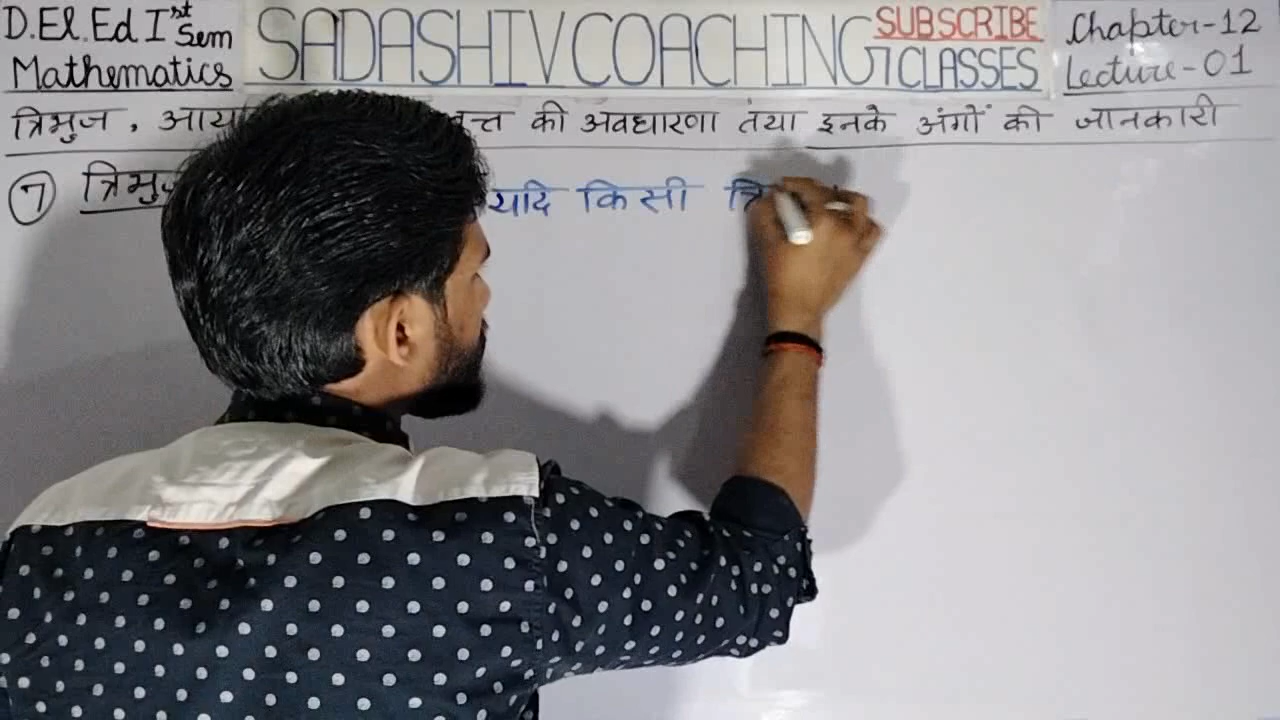 D.El.Ed Ist Sem
Mathematics
SADASHIV COACHING CLASSES
SUBSCRIBE
Chapter-12
Lecture-01
त्रिभुज, की अवधारणा तथा इनके अंगों की जानकारी
7 यदि किसी